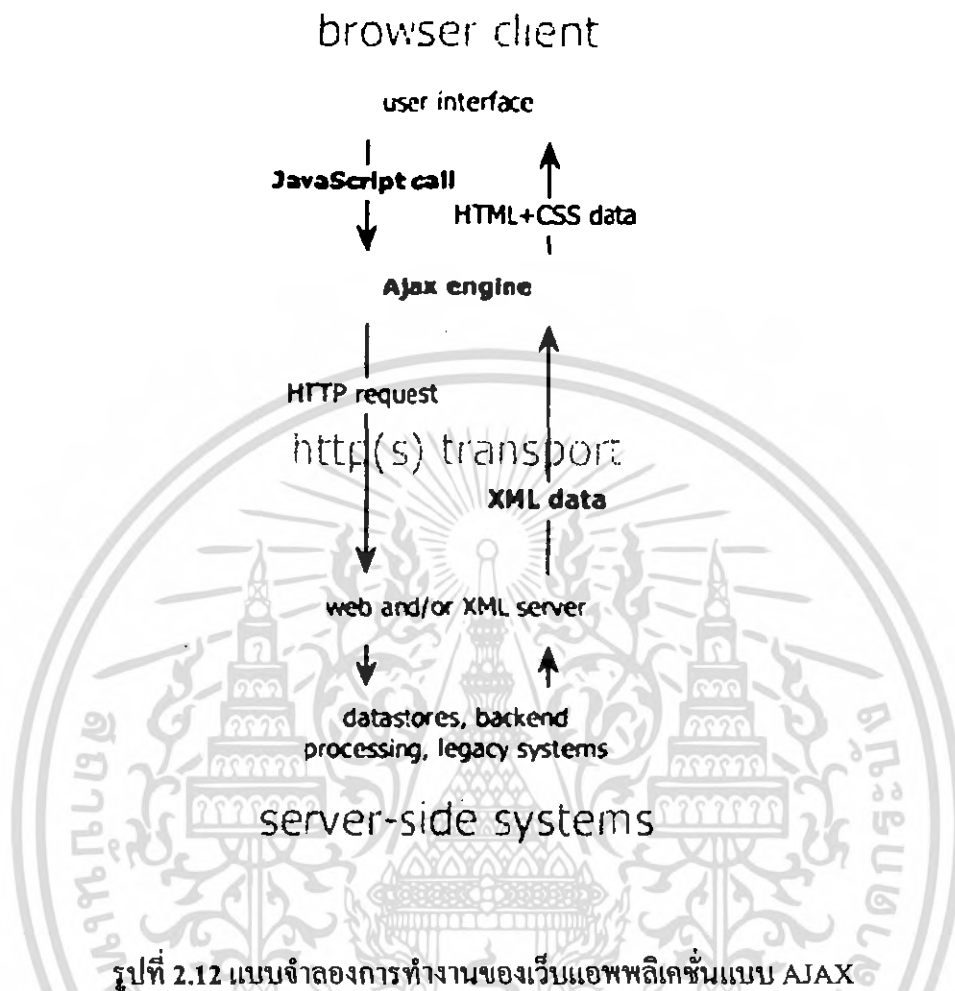 browser client
user interface
JavaScript call
HTML+CSS data
Ajax engine
HTTP request
http(s) transport
XML data
web and/or XML server
datastores, backend
processing, legacy systems
server-side systems
รูปที่ 2.12 แบบจำลองการทำงานของเว็บแอพพลิเคชั่นแบบ AJAX